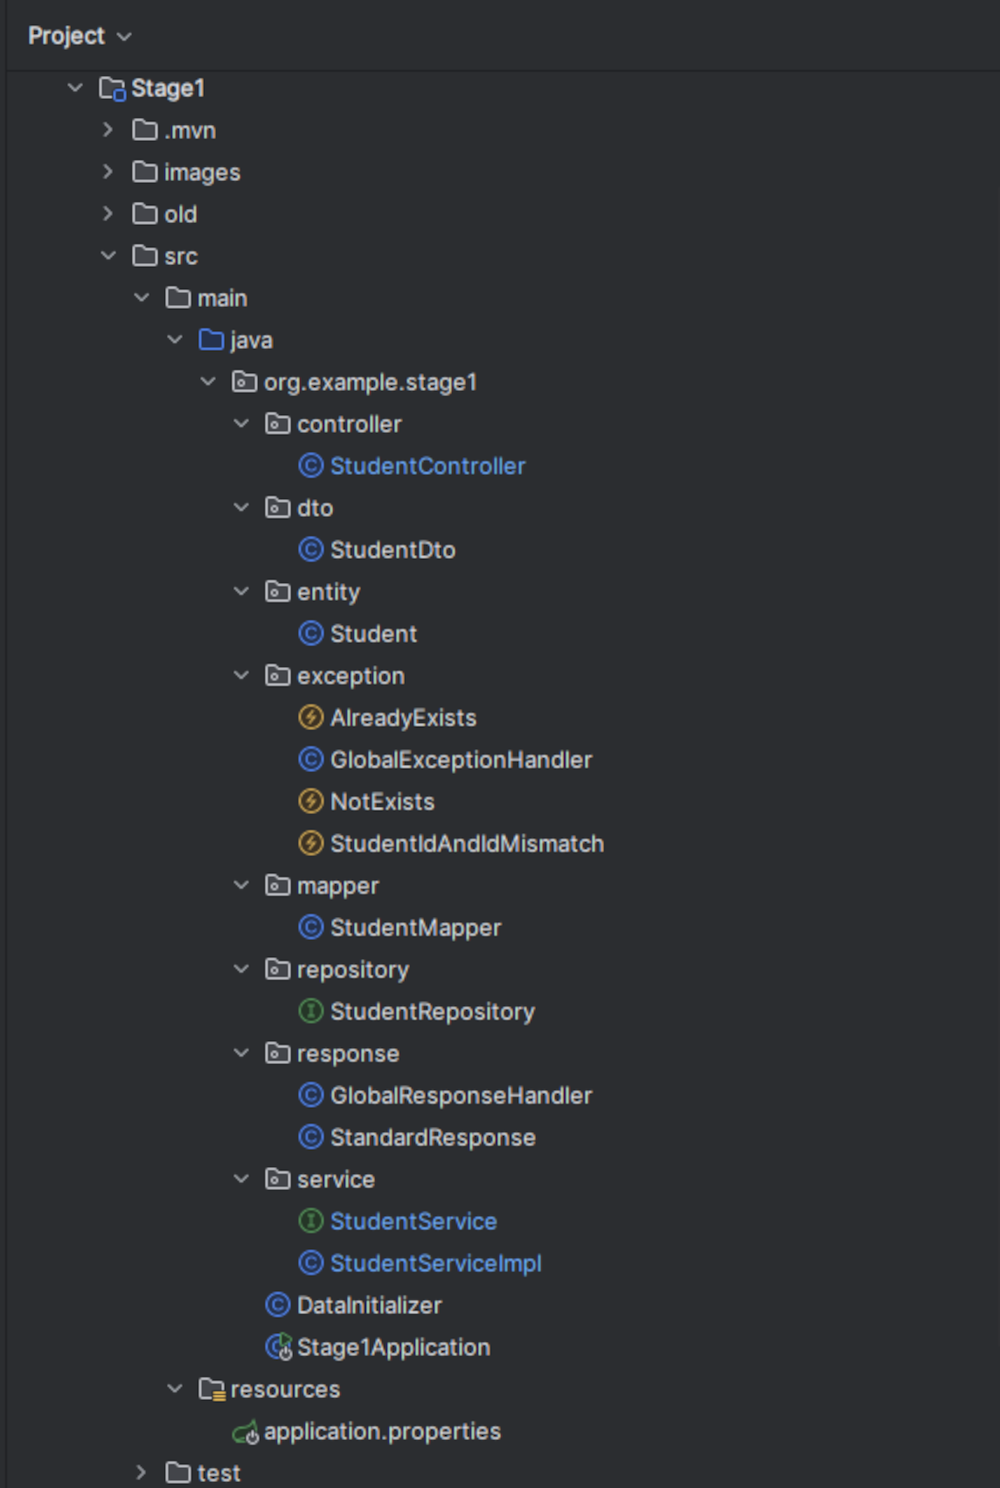 Project
Stage1
.mvn
images
old
src
main
java
org.example.stage1
controller
StudentController
dto
StudentDto
entity
Student
exception
AlreadyExists
GlobalExceptionHandler
NotExists
StudentIdAndIdMismatch
mapper
StudentMapper
repository
StudentRepository
response
GlobalResponseHandler
StandardResponse
service
StudentService
StudentServiceImpl
DataInitializer
Stage1Application
resources
application.properties
test